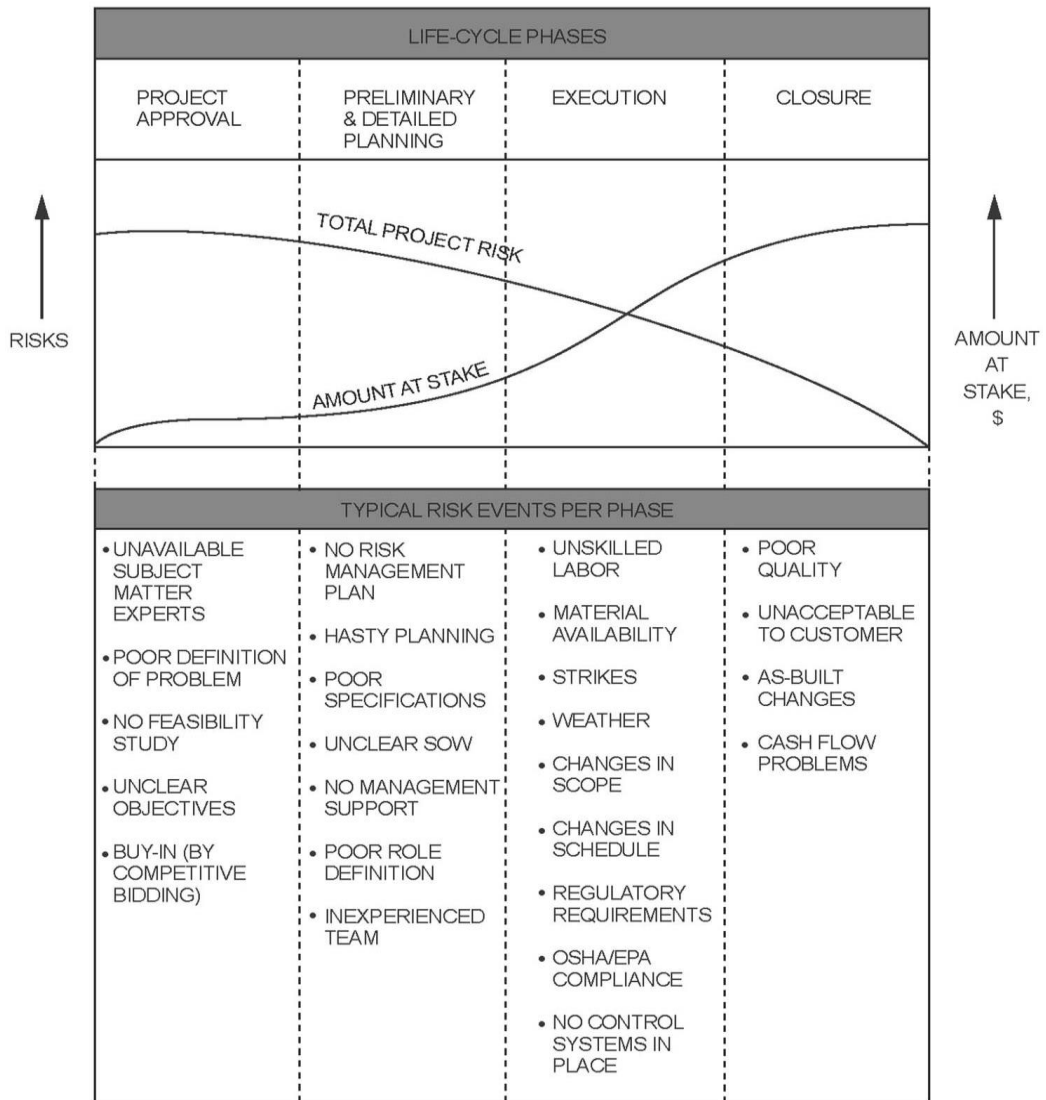 LIFE-CYCLE PHASES
PROJECT
APPROVAL
PRELIMINARY
& DETAILED
PLANNING
EXECUTION
CLOSURE
TOTAL PROJECT RISK
AMOUNT AT STAKE
RISKS
AMOUNT
AT
STAKE,
$
TYPICAL RISK EVENTS PER PHASE
• UNAVAILABLE
SUBJECT
MATTER
EXPERTS
• POOR DEFINITION
OF PROBLEM
• NO FEASIBILITY
STUDY
• UNCLEAR
OBJECTIVES
• BUY-IN (BY
COMPETITIVE
BIDDING)
• NO RISK
MANAGEMENT
PLAN
• HASTY PLANNING
• POOR
SPECIFICATIONS
• UNCLEAR SOW
• NO MANAGEMENT
SUPPORT
• POOR ROLE
DEFINITION
• INEXPERIENCED
TEAM
• UNSKILLED
LABOR
• MATERIAL
AVAILABILITY
• STRIKES
• WEATHER
• CHANGES IN
SCOPE
• CHANGES IN
SCHEDULE
• REGULATORY
REQUIREMENTS
• OSHA/EPA
COMPLIANCE
• NO CONTROL
SYSTEMS IN
PLACE
• POOR
QUALITY
• UNACCEPTABLE
TO CUSTOMER
• AS-BUILT
CHANGES
• CASH FLOW
PROBLEMS